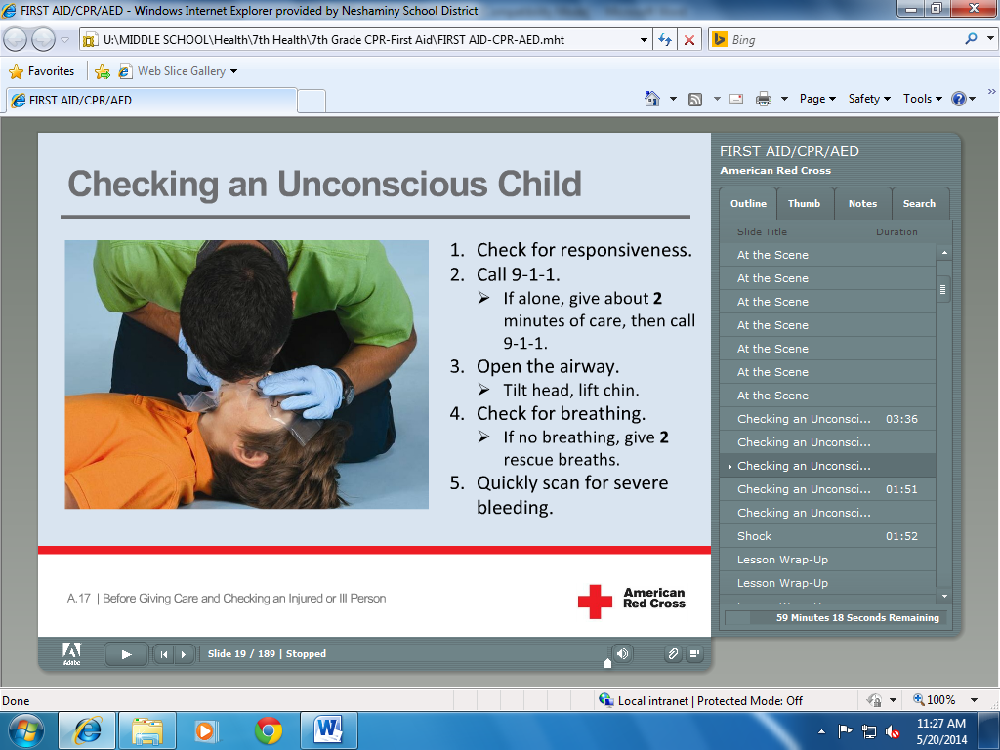 FIRST AID/CPR/AED - Windows Internet Explorer provided by Neshaminy School District
U:\MIDDLE SCHOOL\Health\7th Health\7th Grade CPR-First Aid\FIRST AID-CPR-AED.mht
Bing
Favorites
Web Slice Gallery
FIRST AID/CPR/AED
Page
Safety
Tools
Checking an Unconscious Child
1. Check for responsiveness.
2. Call 9-1-1.
➢ If alone, give about 2
minutes of care, then call
9-1-1.
3. Open the airway.
➢ Tilt head, lift chin.
4. Check for breathing.
➢ If no breathing, give 2
rescue breaths.
5. Quickly scan for severe
bleeding.
A.17 | Before Giving Care and Checking an Injured or Ill Person
American
Red Cross
FIRST AID/CPR/AED
American Red Cross
Outline Thumb Notes Search
Slide Title Duration
At the Scene
At the Scene
At the Scene
At the Scene
At the Scene
At the Scene
At the Scene
Checking an Unconsci... 03:36
Checking an Unconsci...
Checking an Unconsci...
Checking an Unconsci... 01:51
Checking an Unconsci...
Shock 01:52
Lesson Wrap-Up
Lesson Wrap-Up
59 Minutes 18 Seconds Remaining
Adobe
Slide 19 / 189 | Stopped
Done
Local intranet | Protected Mode: Off
100%
11:27 AM
5/20/2014